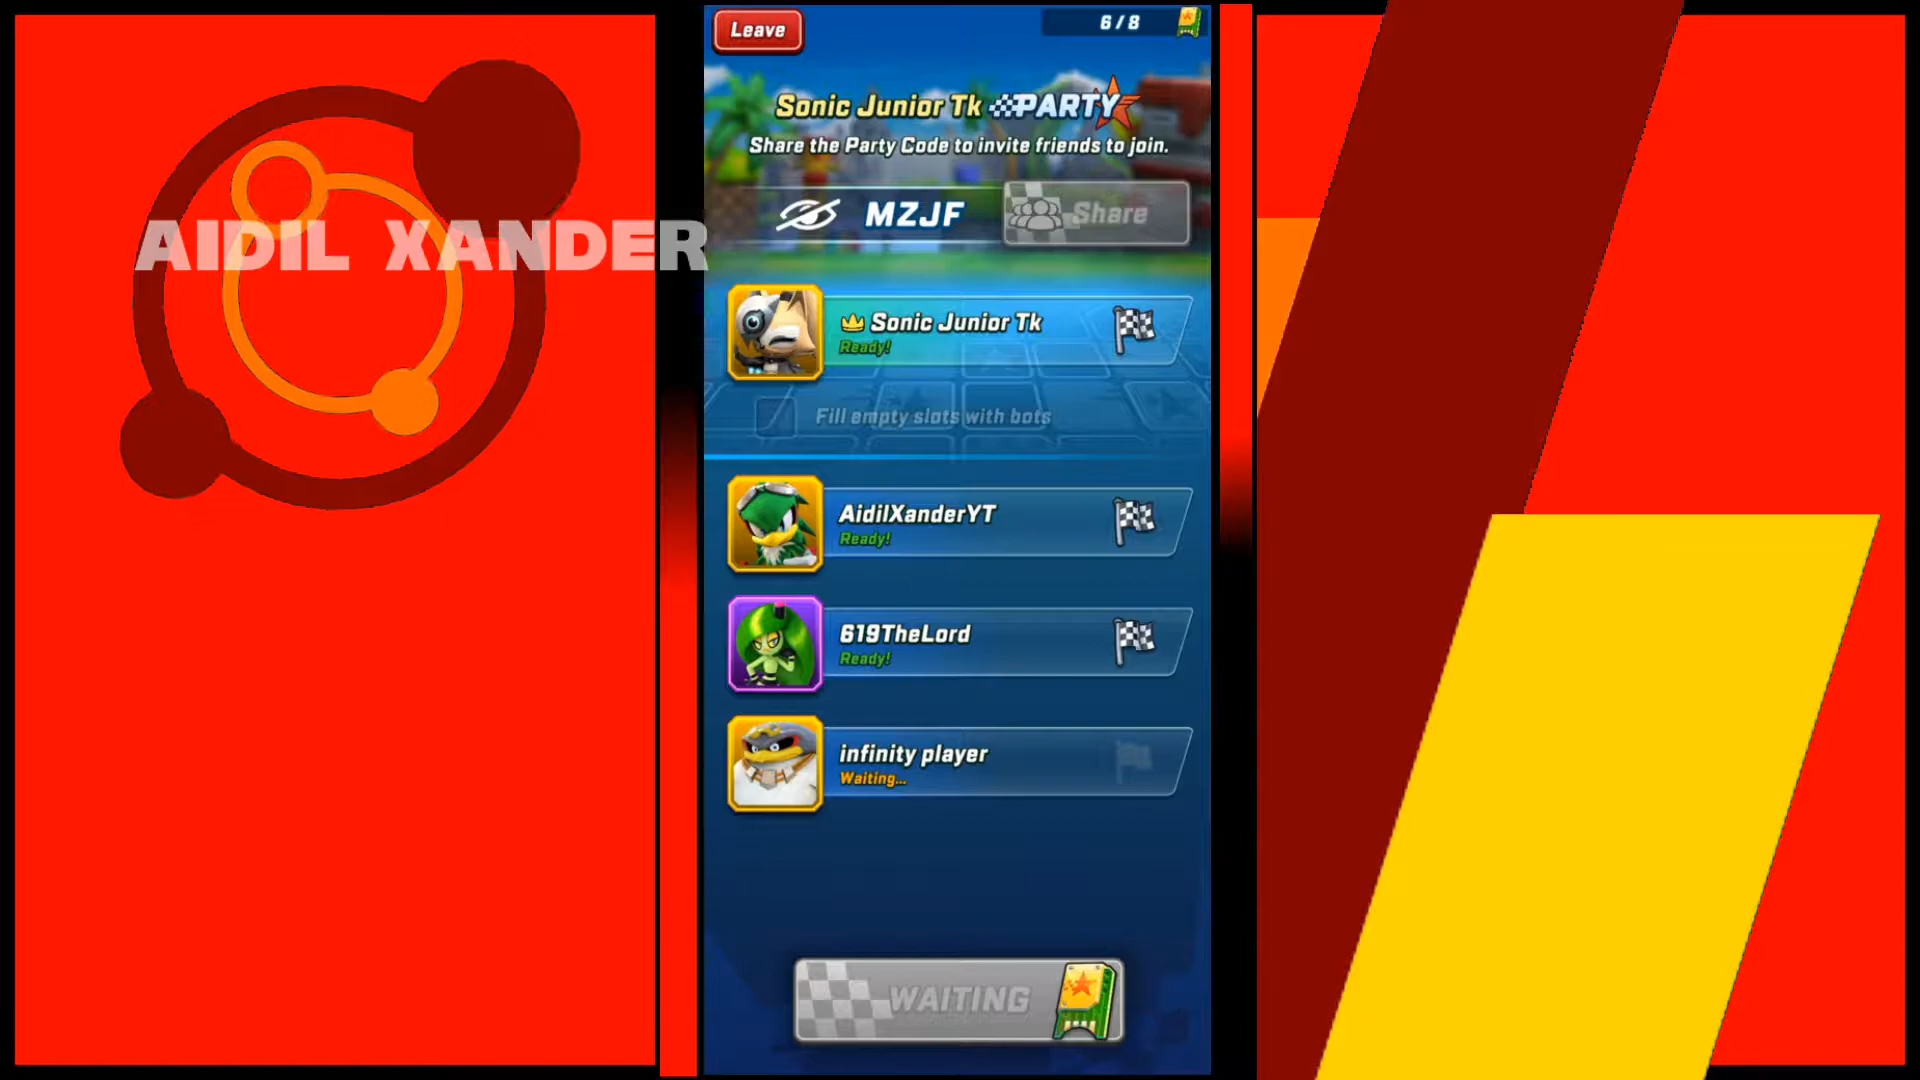 Leave
6/8
Sonic Junior Tk PARTY
Share the Party Code to invite friends to join.
MZJF
Share
AIDIL XANDER
Sonic Junior Tk
Ready!
Fill empty slots with bots
AidilXanderYT
Ready!
619TheLord
Ready!
infinity player
Waiting...
WAITING